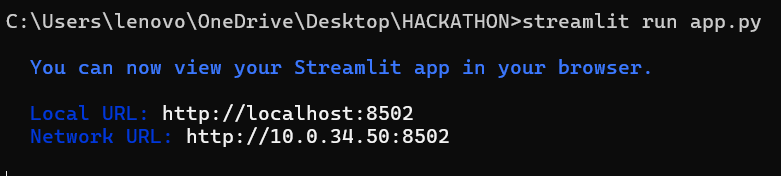 C:\Users\lenovo\OneDrive\Desktop\HACKATHON>streamlit run app.py
You can now view your Streamlit app in your browser.
Local URL: http://localhost:8502
Network URL: http://10.0.34.50:8502